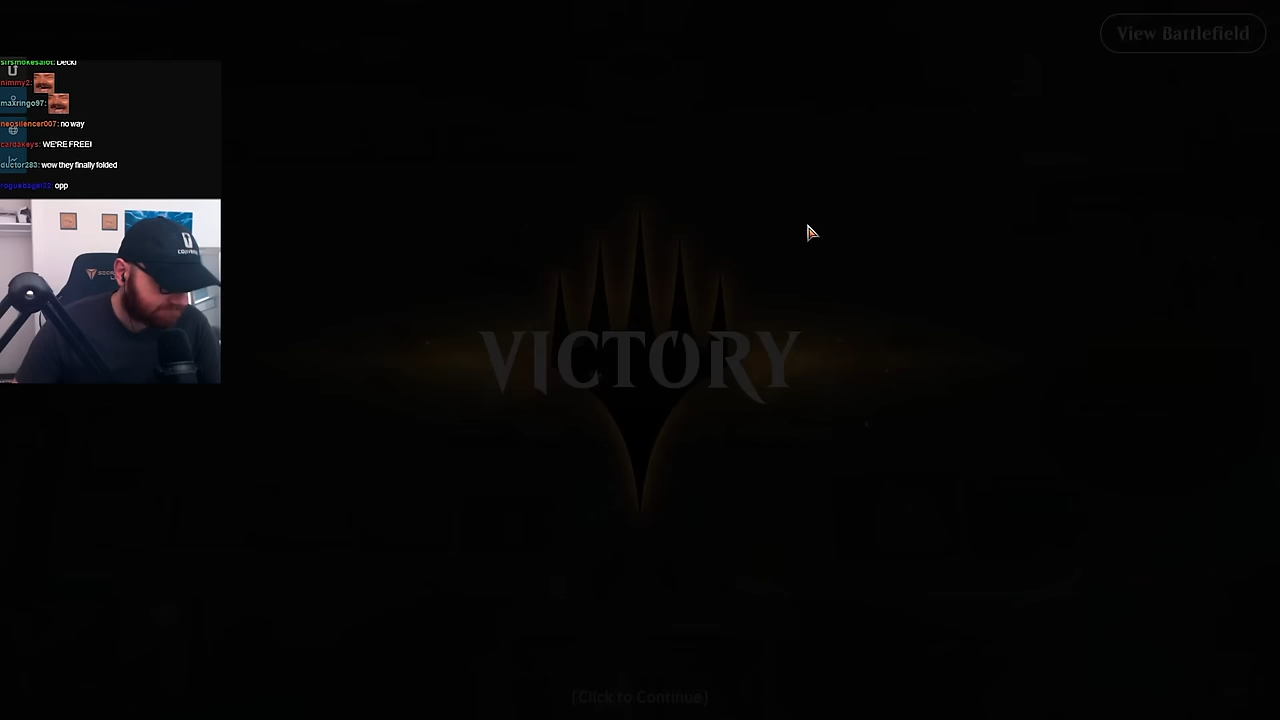 View Battlefield
sirsmokesalot: Deck!
nimmy2:
maxringo97:
neosilencer007: no way
cardakeys: WE'RE FREE!
ductor283: wow they finally folded
roguebagel32: opp
VICTORY
(Click to Continue)